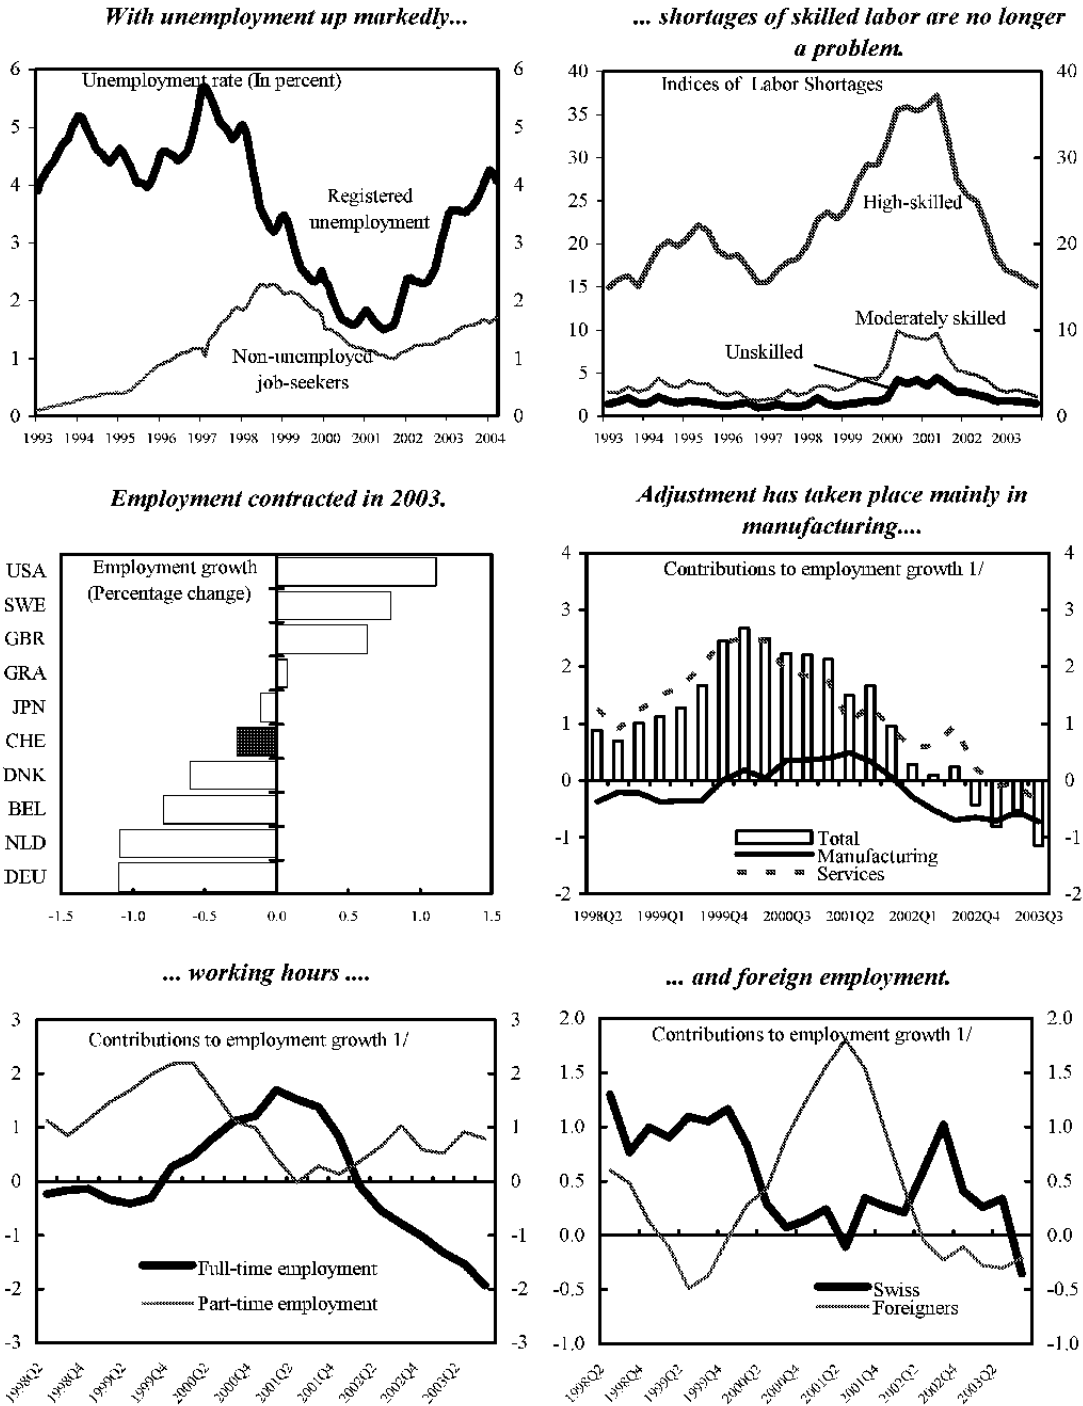 With unemployment up markedly...
Unemployment rate (In percent)
6
5
4
3
2
1
0
6
5
4
3
2
1
0
Registered
unemployment
Non-unemployed
job-seekers
1993 1994 1995 1996 1997 1998 1999 2000 2001 2002 2003 2004
... shortages of skilled labor are no longer
a problem.
Indices of Labor Shortages
40
35
30
25
20
15
10
5
0
40
30
20
10
0
High-skilled
Moderately skilled
Unskilled
1993 1994 1995 1996 1997 1998 1999 2000 2001 2002 2003
Employment contracted in 2003.
Employment growth
(Percentage change)
USA
SWE
GBR
GRA
JPN
CHE
DNK
BEL
NLD
DEU
-1.5 -1.0 -0.5 0.0 0.5 1.0 1.5
Adjustment has taken place mainly in
manufacturing....
Contributions to employment growth 1/
4
3
2
1
0
-1
-2
4
3
2
1
0
-1
-2
Total
Manufacturing
Services
1998Q2 1999Q1 1999Q4 2000Q3 2001Q2 2002Q1 2002Q4 2003Q3
... working hours ....
Contributions to employment growth 1/
3
2
1
0
-1
-2
-3
3
2
1
0
-1
-2
-3
Full-time employment
Part-time employment
1998Q2 1998Q4 1999Q2 1999Q4 2000Q2 2000Q4 2001Q2 2001Q4 2002Q2 2002Q4 2003Q2
... and foreign employment.
Contributions to employment growth 1/
2.0
1.5
1.0
0.5
0.0
-0.5
-1.0
2.0
1.5
1.0
0.5
0.0
-0.5
-1.0
Swiss
Foreigners
1998Q2 1998Q4 1999Q2 1999Q4 2000Q2 2000Q4 2001Q2 2001Q4 2002Q2 2002Q4 2003Q2